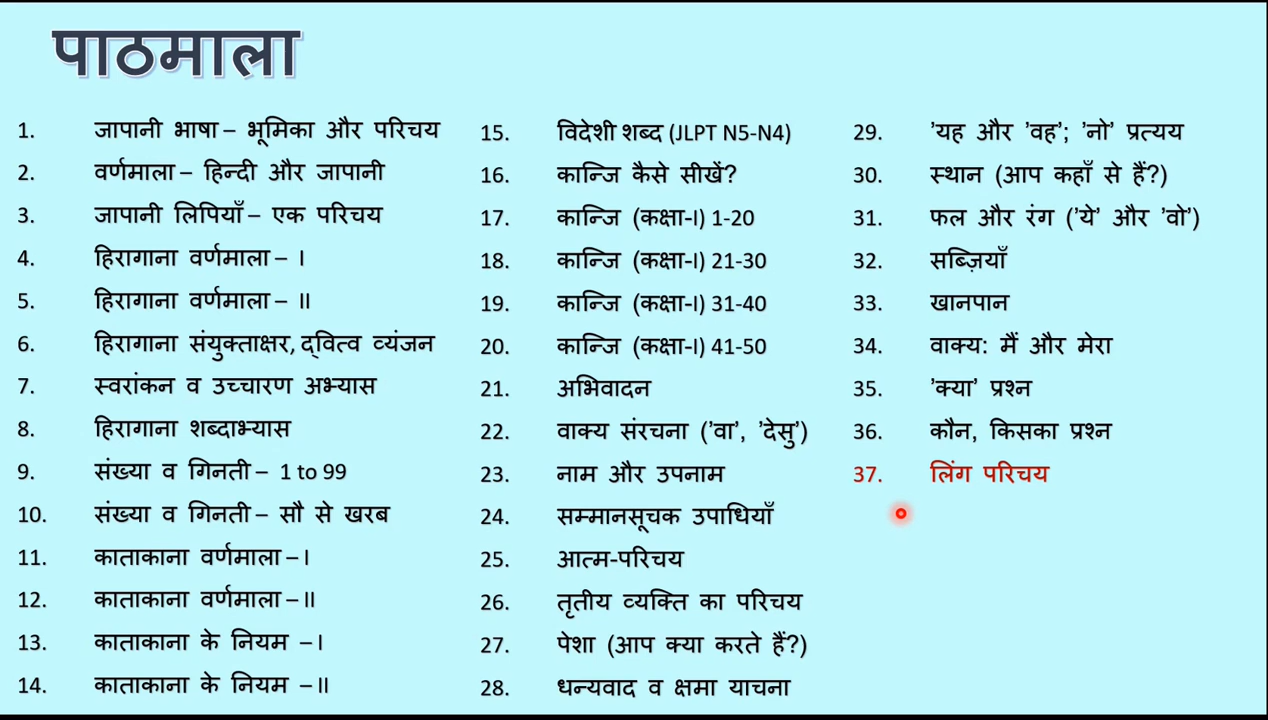 पाठमाला
1. जापानी भाषा – भूमिका और परिचय
2. वर्णमाला – हिन्दी और जापानी
3. जापानी लिपियाँ – एक परिचय
4. हिरागाना वर्णमाला – I
5. हिरागाना वर्णमाला – II
6. हिरागाना संयुक्ताक्षर, द्वित्व व्यंजन
7. स्वरांकन व उच्चारण अभ्यास
8. हिरागाना शब्दाभ्यास
9. संख्या व गिनती – 1 to 99
10. संख्या व गिनती – सौ से खरब
11. काताकाना वर्णमाला – I
12. काताकाना वर्णमाला – II
13. काताकाना के नियम – I
14. काताकाना के नियम – II
15. विदेशी शब्द (JLPT N5-N4)
16. कान्जि कैसे सीखें?
17. कान्जि (कक्षा-I) 1-20
18. कान्जि (कक्षा-I) 21-30
19. कान्जि (कक्षा-I) 31-40
20. कान्जि (कक्षा-I) 41-50
21. अभिवादन
22. वाक्य संरचना ('वा', 'देसु')
23. नाम और उपनाम
24. सम्मानसूचक उपाधियाँ
25. आत्म-परिचय
26. तृतीय व्यक्ति का परिचय
27. पेशा (आप क्या करते हैं?)
28. धन्यवाद व क्षमा याचना
29. 'यह और 'वह'; 'नो' प्रत्यय
30. स्थान (आप कहाँ से हैं?)
31. फल और रंग ('ये' और 'वो')
32. सब्ज़ियाँ
33. खानपान
34. वाक्य: मैं और मेरा
35. 'क्या' प्रश्न
36. कौन, किसका प्रश्न
37. लिंग परिचय